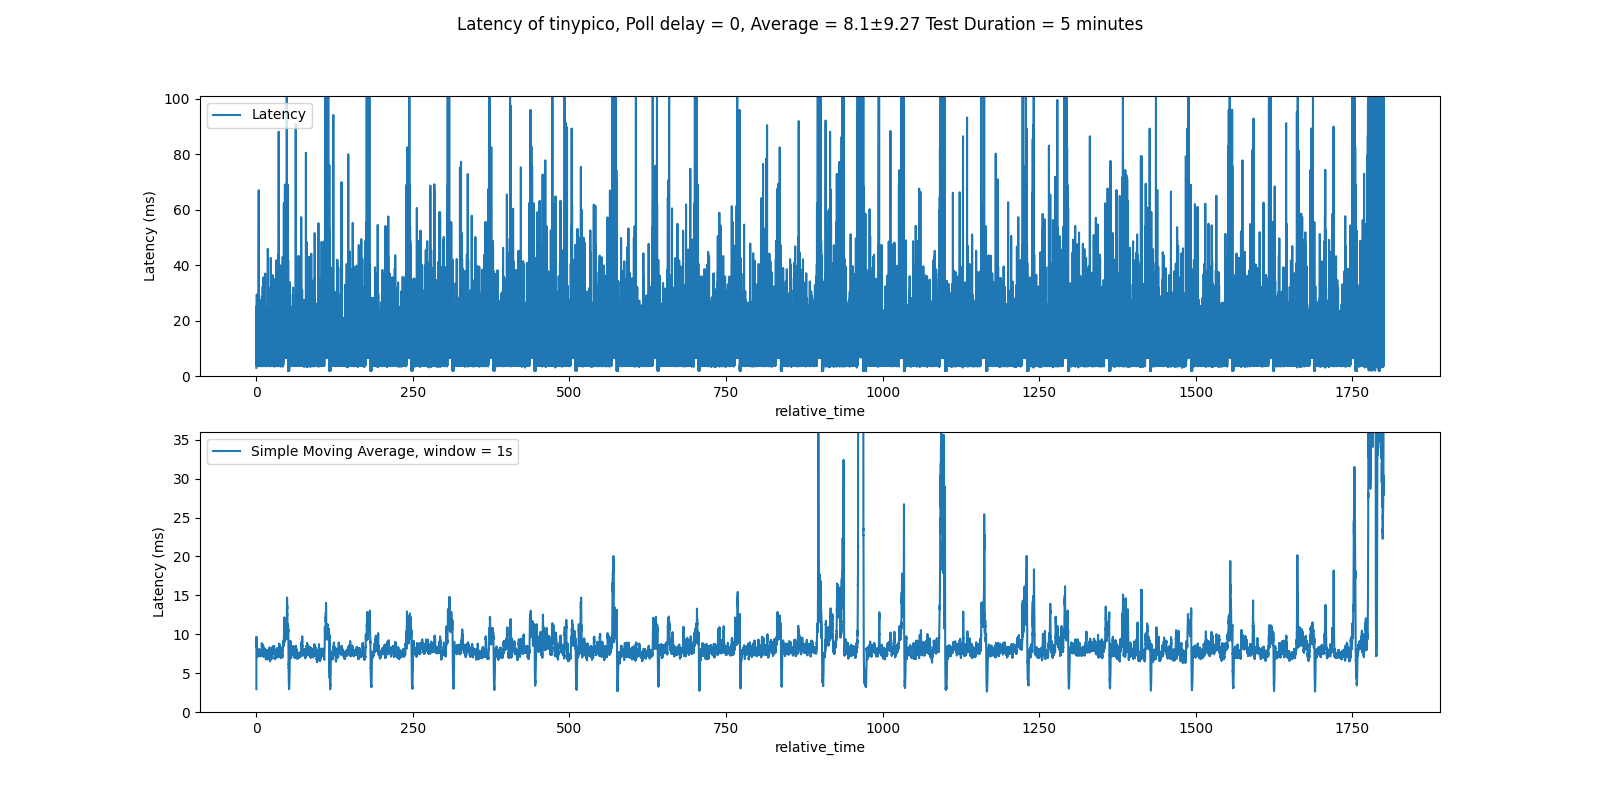 Latency of tinypico, Poll delay = 0, Average = 8.1±9.27 Test Duration = 5 minutes
Latency
Latency (ms)
100
80
60
40
20
0
0 250 500 750 1000 1250 1500 1750
relative_time
Simple Moving Average, window = 1s
Latency (ms)
35
30
25
20
15
10
5
0
0 250 500 750 1000 1250 1500 1750
relative_time